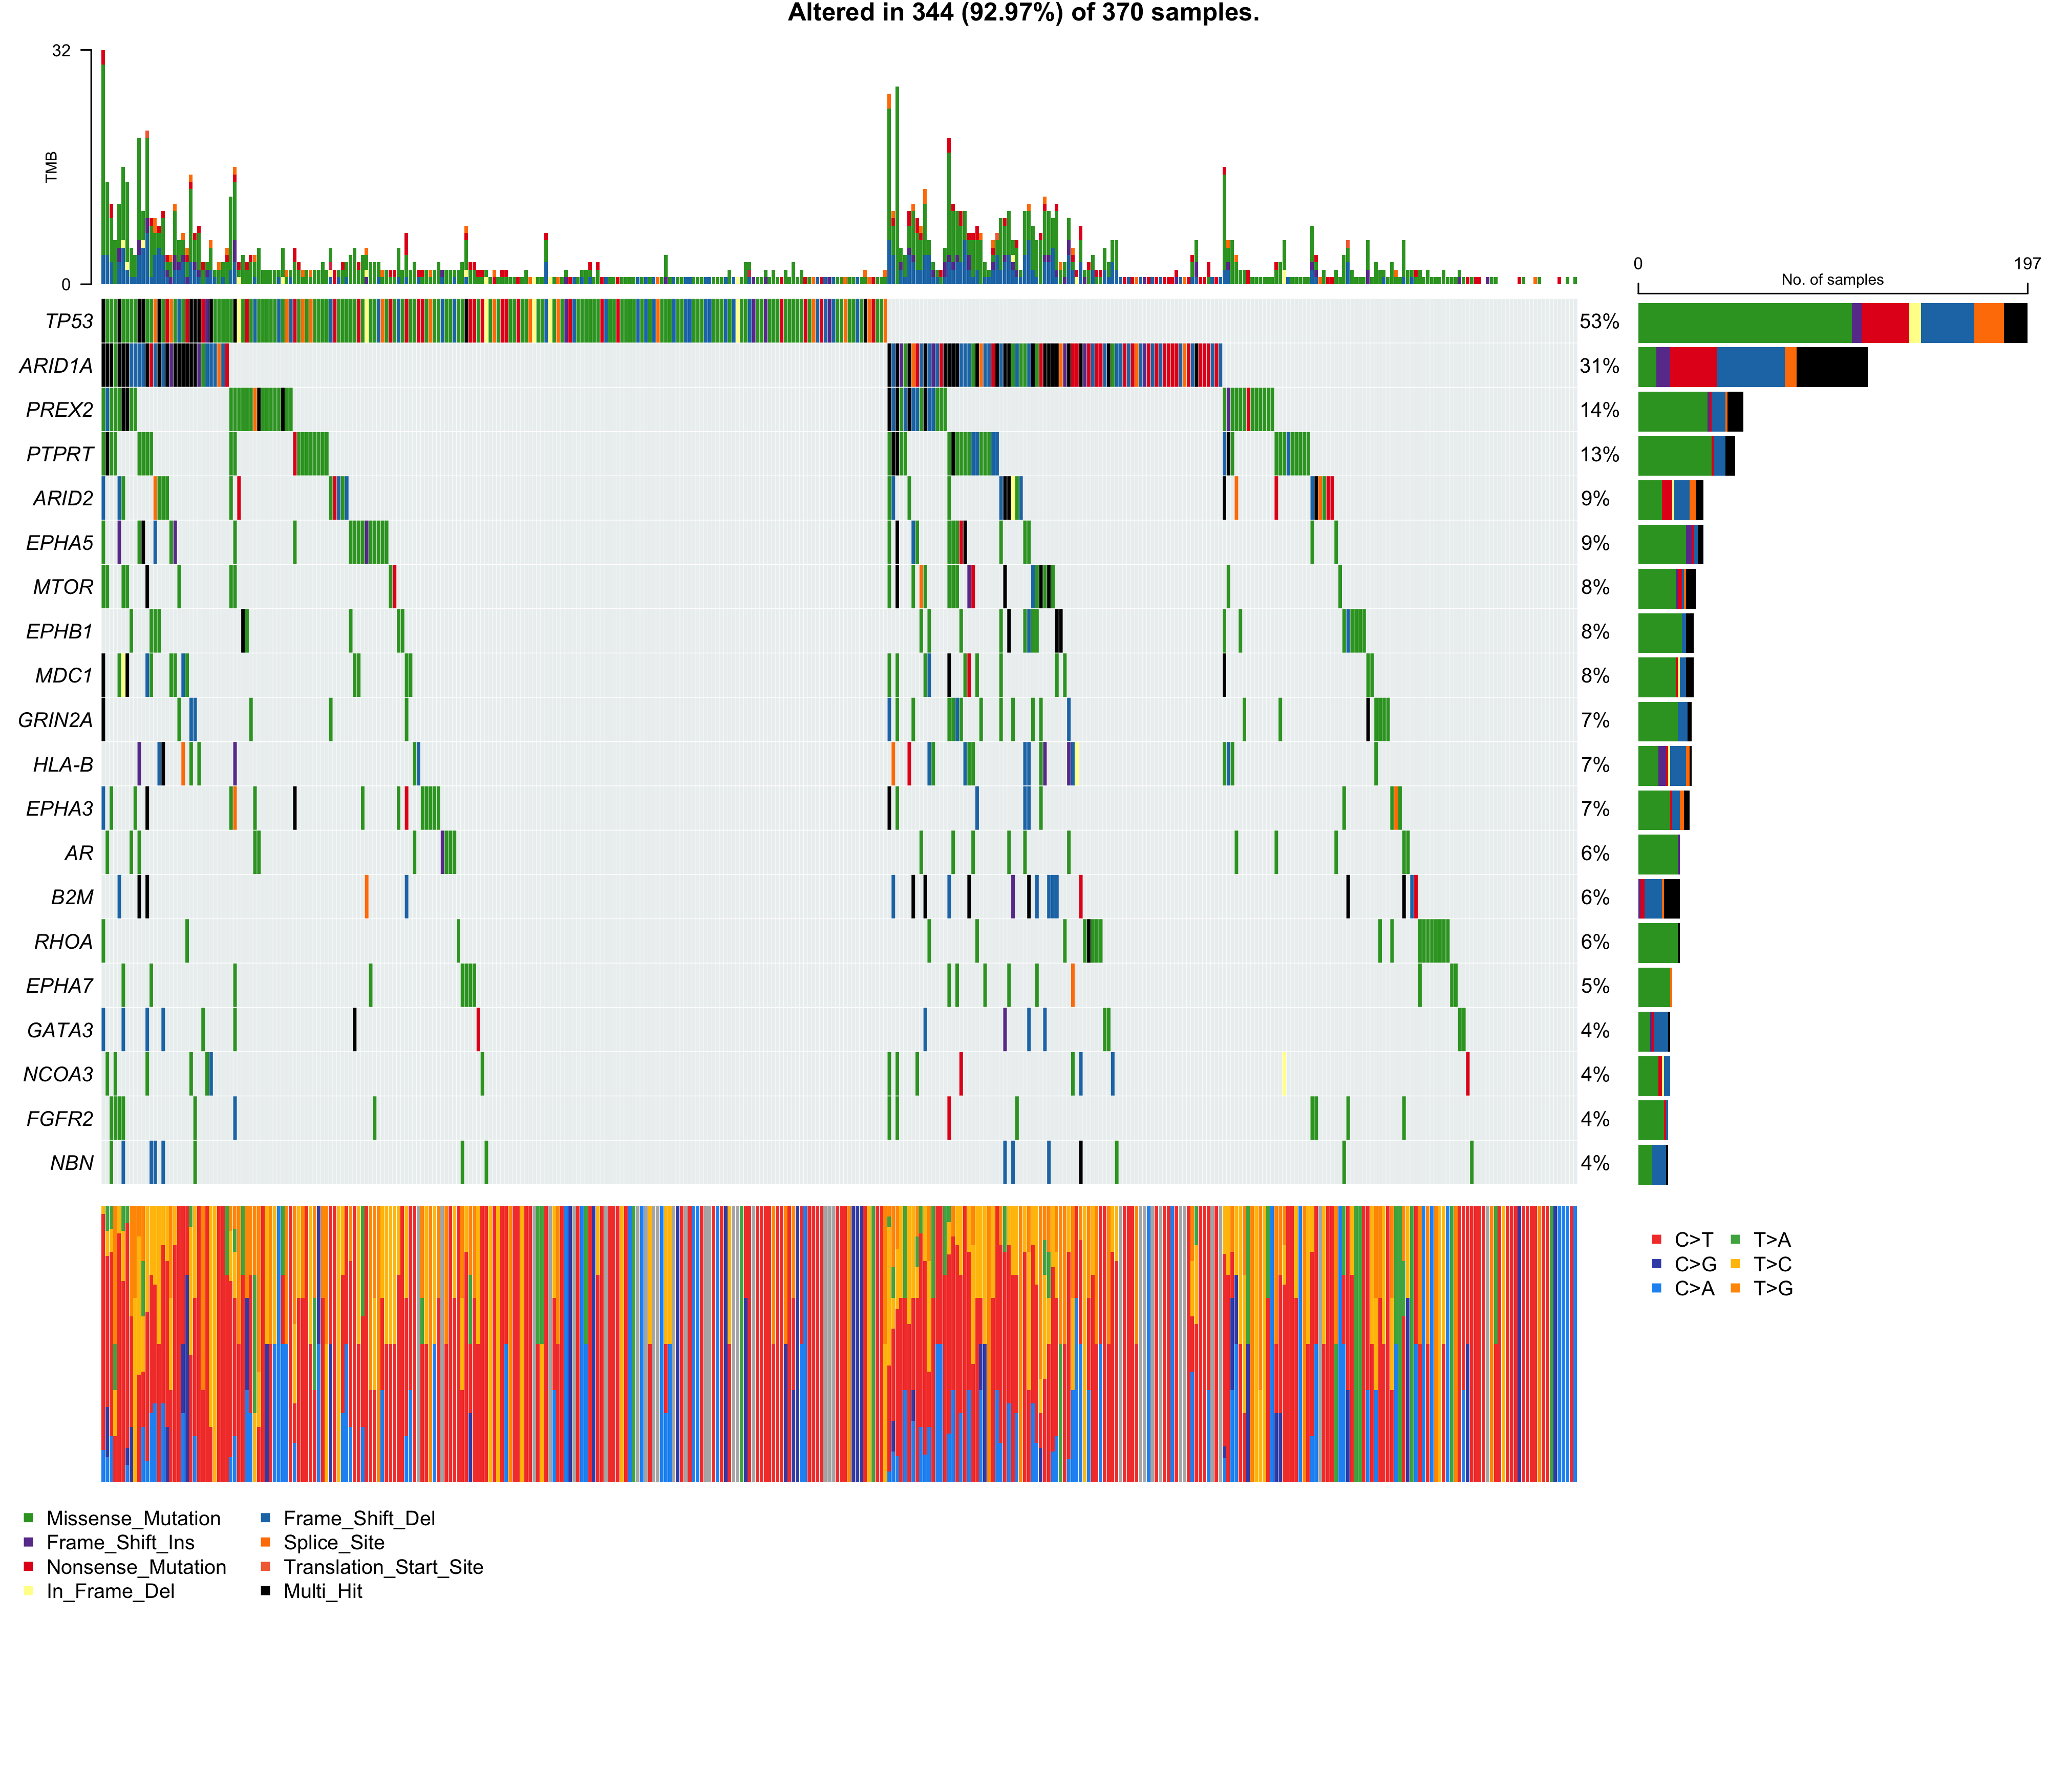 Altered in 344 (92.97%) of 370 samples.
32
TMB
0
0 197
No. of samples
TP53 53%
ARID1A 31%
PREX2 14%
PTPRT 13%
ARID2 9%
EPHA5 9%
MTOR 8%
EPHB1 8%
MDC1 8%
GRIN2A 7%
HLA-B 7%
EPHA3 7%
AR 6%
B2M 6%
RHOA 6%
EPHA7 5%
GATA3 4%
NCOA3 4%
FGFR2 4%
NBN 4%
C>T T>A
C>G T>C
C>A T>G
Missense_Mutation Frame_Shift_Del
Frame_Shift_Ins Splice_Site
Nonsense_Mutation Translation_Start_Site
In_Frame_Del Multi_Hit